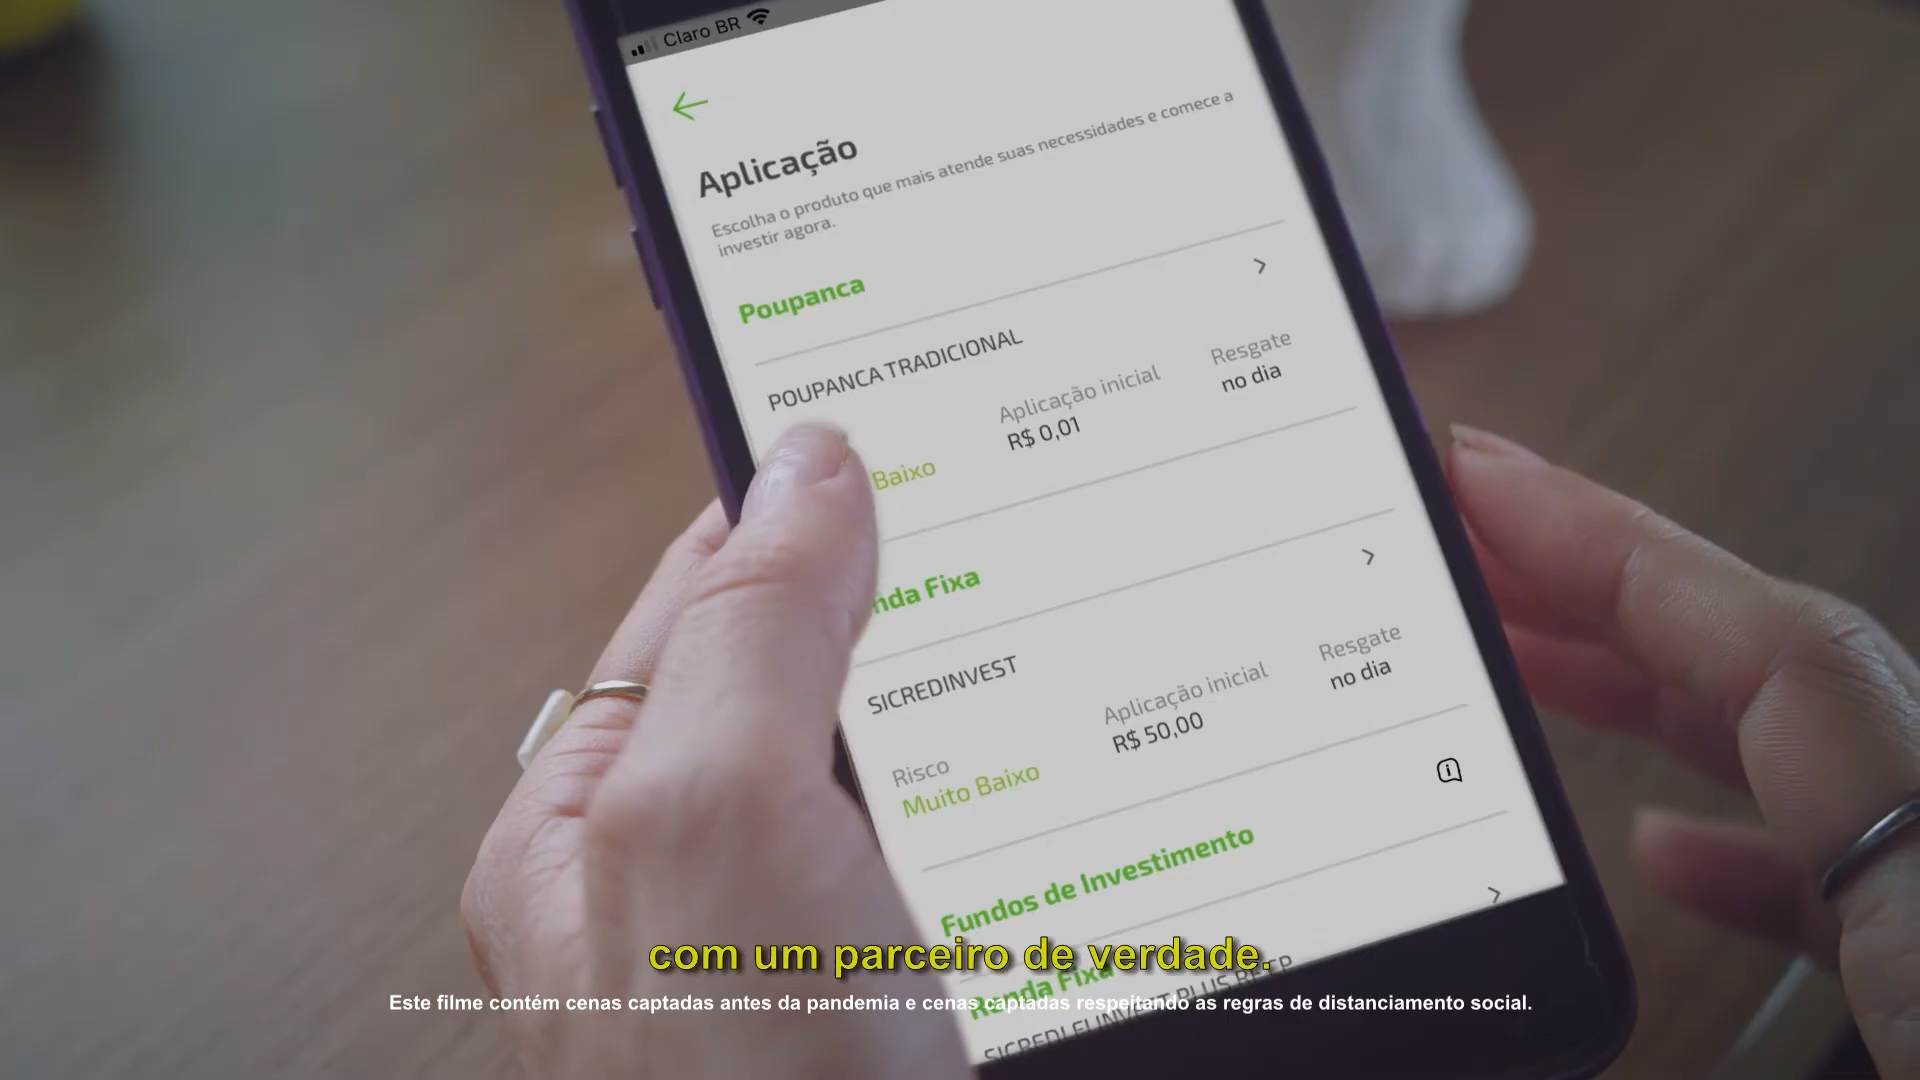 Claro BR
Aplicação
Escolha o produto que mais atende suas necessidades e comece a
investir agora.
Poupanca
POUPANCA TRADICIONAL
Aplicação inicial
R$ 0,01
Resgate
no dia
Baixo
nda Fixa
SICREDINVEST
Risco
Muito Baixo
Aplicação inicial
R$ 50,00
Resgate
no dia
Fundos de Investimento
com um parceiro de verdade.
Renda Fixa
Este filme contém cenas captadas antes da pandemia e cenas captadas respeitando as regras de distanciamento social.